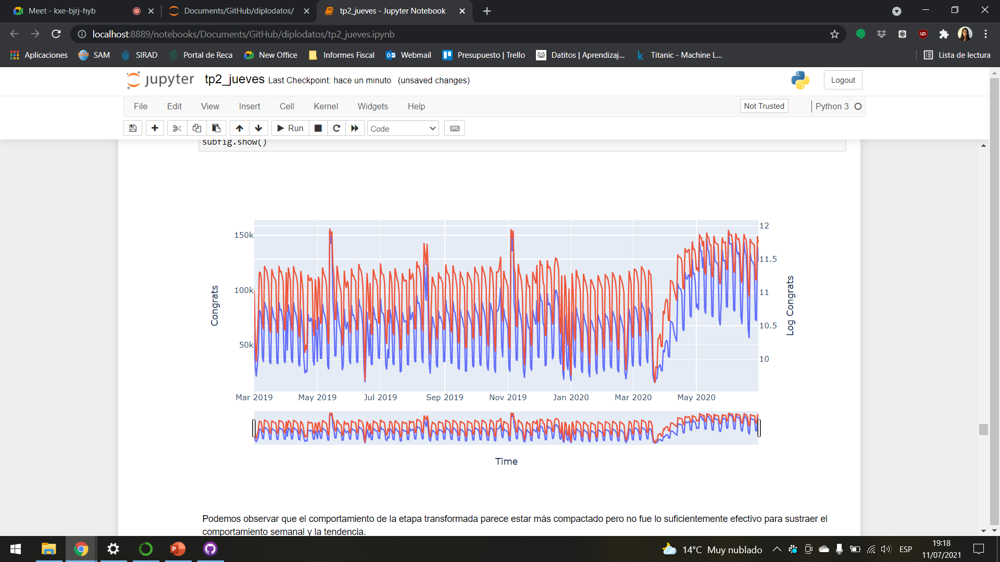 Meet - kxe-bjrj-hyb
Documents/GitHub/diplodatos/
tp2_jueves - Jupyter Notebook
localhost:8889/notebooks/Documents/GitHub/diplodatos/tp2_jueves.ipynb
Aplicaciones
SAM
SIRAD
Portal de Reca
New Office
Informes Fiscal
Webmail
Presupuesto | Trello
Datitos | Aprendizaj...
Titanic - Machine L...
Lista de lectura
jupyter
tp2_jueves Last Checkpoint: hace un minuto (unsaved changes)
Logout
File
Edit
View
Insert
Cell
Kernel
Widgets
Help
Not Trusted
Python 3
Run
Code
subfig.show()
150k
100k
50k
Congrats
12
11.5
11
10.5
10
Log Congrats
Mar 2019
May 2019
Jul 2019
Sep 2019
Nov 2019
Jan 2020
Mar 2020
May 2020
Time
Podemos observar que el comportamiento de la etapa transformada parece estar más compactado pero no fue lo suficientemente efectivo para sustraer el
comportamiento semanal y la tendencia.
14°C Muy nublado
ESP
19:18
11/07/2021